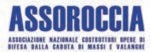 ASSOROCCIA
ASSOCIAZIONE NAZIONALE COSTRUTTORI OPERE DI
DIFESA DALLA CADUTA DI MASSI E VALANGHE